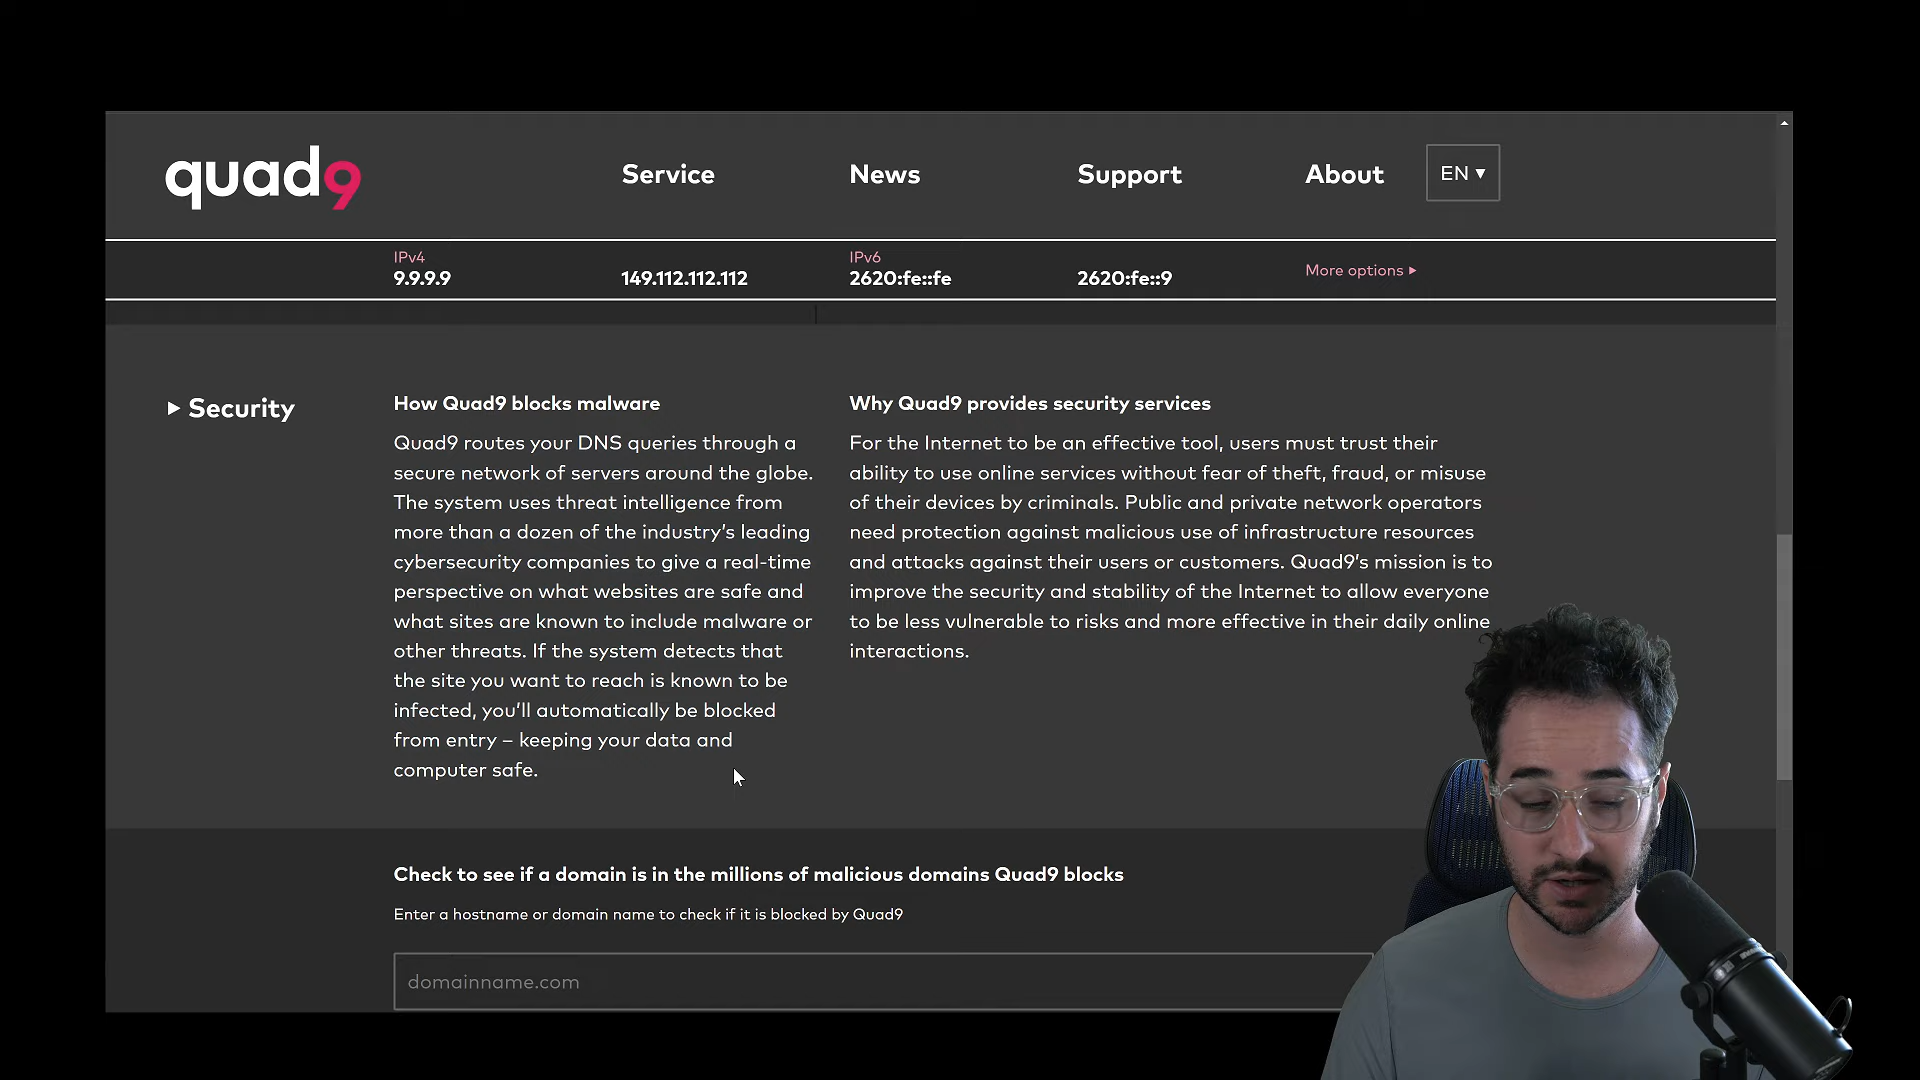 quad9
Service
News
Support
About
EN ▾
IPv4
9.9.9.9
149.112.112.112
IPv6
2620:fe::fe
2620:fe::9
More options ▸
▸ Security
How Quad9 blocks malware
Quad9 routes your DNS queries through a
secure network of servers around the globe.
The system uses threat intelligence from
more than a dozen of the industry’s leading
cybersecurity companies to give a real-time
perspective on what websites are safe and
what sites are known to include malware or
other threats. If the system detects that
the site you want to reach is known to be
infected, you’ll automatically be blocked
from entry – keeping your data and
computer safe.
Why Quad9 provides security services
For the Internet to be an effective tool, users must trust their
ability to use online services without fear of theft, fraud, or misuse
of their devices by criminals. Public and private network operators
need protection against malicious use of infrastructure resources
and attacks against their users or customers. Quad9’s mission is to
improve the security and stability of the Internet to allow everyone
to be less vulnerable to risks and more effective in their daily online
interactions.
Check to see if a domain is in the millions of malicious domains Quad9 blocks
Enter a hostname or domain name to check if it is blocked by Quad9
domainname.com